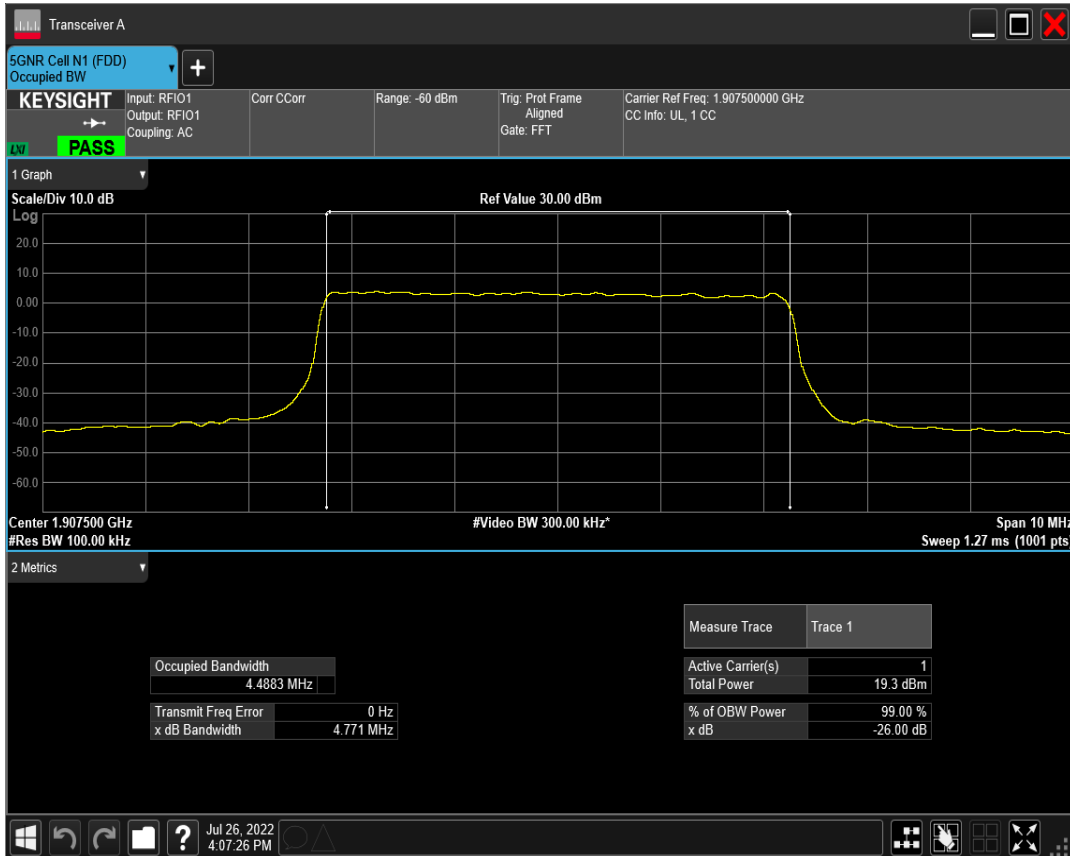 Transceiver A
5GNR Cell N1 (FDD)
Occupied BW
+
KEYSIGHT
LXI
PASS
Input: RFIO1
Output: RFIO1
Coupling: AC
Corr CCorr
Range: -60 dBm
Trig: Prot Frame
Aligned
Gate: FFT
Carrier Ref Freq: 1.907500000 GHz
CC Info: UL, 1 CC
1 Graph
Scale/Div 10.0 dB
Ref Value 30.00 dBm
Log
20.0
10.0
0.00
-10.0
-20.0
-30.0
-40.0
-50.0
-60.0
Center 1.907500 GHz
#Video BW 300.00 kHz*
Span 10 MHz
#Res BW 100.00 kHz
Sweep 1.27 ms (1001 pts)
2 Metrics
Measure Trace Trace 1
Occupied Bandwidth
4.4883 MHz
Active Carrier(s) 1
Total Power 19.3 dBm
Transmit Freq Error 0 Hz
x dB Bandwidth 4.771 MHz
% of OBW Power 99.00 %
x dB -26.00 dB
?
Jul 26, 2022
4:07:26 PM